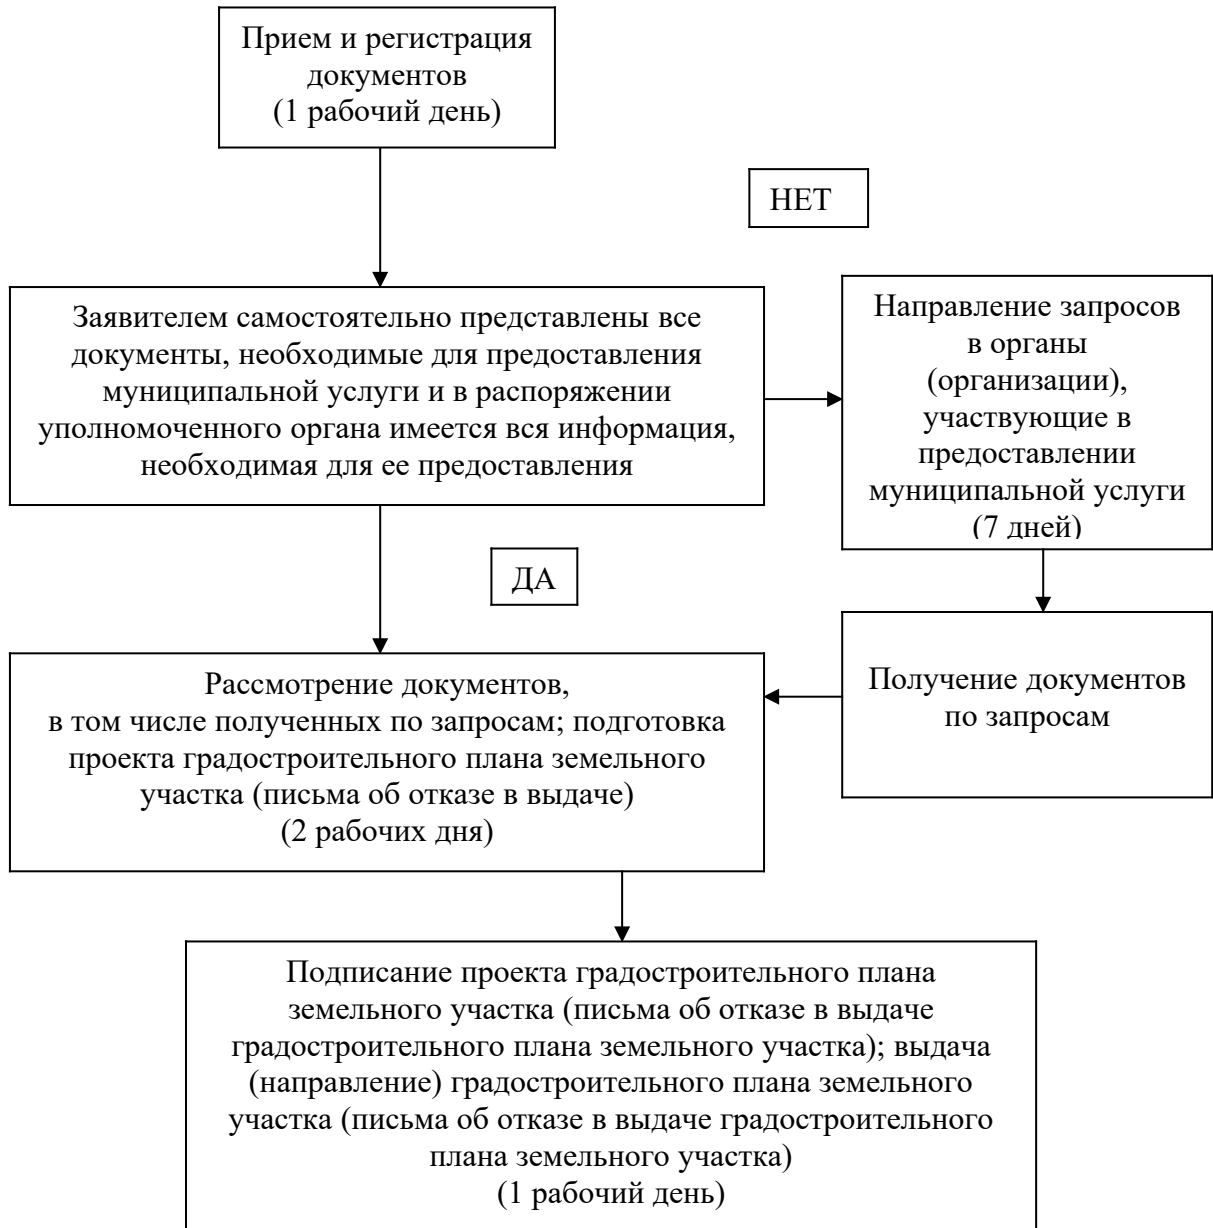 Прием и регистрация
документов
(1 рабочий день)
НЕТ
Заявителем самостоятельно представлены все
документы, необходимые для предоставления
муниципальной услуги и в распоряжении
уполномоченного органа имеется вся информация,
необходимая для ее предоставления
Направление запросов
в органы
(организации),
участвующие в
предоставлении
муниципальной услуги
(7 дней)
ДА
Получение документов
по запросам
Рассмотрение документов,
в том числе полученных по запросам; подготовка
проекта градостроительного плана земельного
участка (письма об отказе в выдаче)
(2 рабочих дня)
Подписание проекта градостроительного плана
земельного участка (письма об отказе в выдаче
градостроительного плана земельного участка); выдача
(направление) градостроительного плана земельного
участка (письма об отказе в выдаче градостроительного
плана земельного участка)
(1 рабочий день)